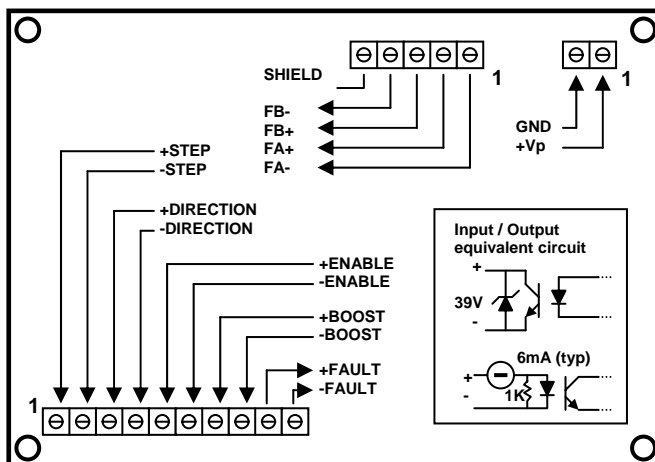 SHIELD
1
FB-
FB+
FA+
FA-
1
GND
+Vp
+STEP
-STEP
+DIRECTION
-DIRECTION
+ENABLE
-ENABLE
+BOOST
-BOOST
+FAULT
-FAULT
1
Input / Output
equivalent circuit
+
39V
-
6mA (typ)
+
1K
-